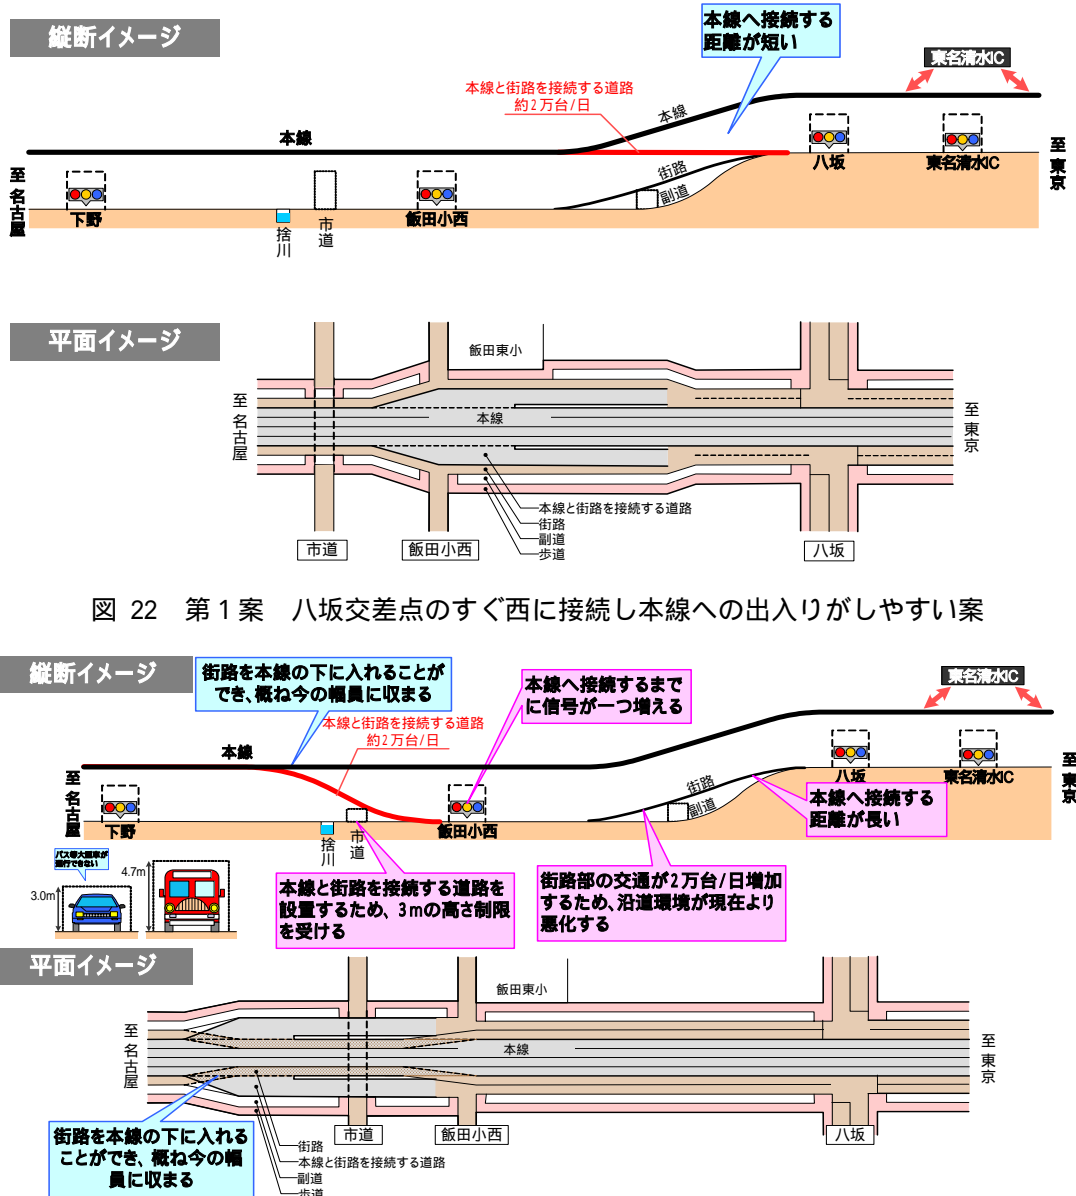 縦断イメージ
本線へ接続する
距離が短い
東名清水IC
本線と街路を接続する道路
約2万台/日
本線
本線
至 名古屋
至 東京
下野
捨川
市道
飯田小西
街路
副道
八坂
東名清水IC
平面イメージ
飯田東小
至 名古屋
本線
至 東京
本線と街路を接続する道路
街路
副道
歩道
市道
飯田小西
八坂
図 22 第1案 八坂交差点のすぐ西に接続し本線への出入りがしやすい案
縦断イメージ
街路を本線の下に入れることが
でき、概ね今の幅員に収まる
本線へ接続するまで
に信号が一つ増える
東名清水IC
本線と街路を接続する道路
約2万台/日
本線
至 名古屋
至 東京
下野
捨川
市道
飯田小西
街路
副道
八坂
東名清水IC
本線へ接続する
距離が長い
バス等大型車が
通行できない
3.0m
4.7m
本線と街路を接続する道路を
設置するため、3mの高さ制限
を受ける
街路部の交通が2万台/日増加
するため、沿道環境が現在より
悪化する
平面イメージ
飯田東小
至 名古屋
本線
至 東京
街路を本線の下に入れる
ことができ、概ね今の幅
員に収まる
市道
飯田小西
八坂
街路
本線と街路を接続する道路
副道
歩道